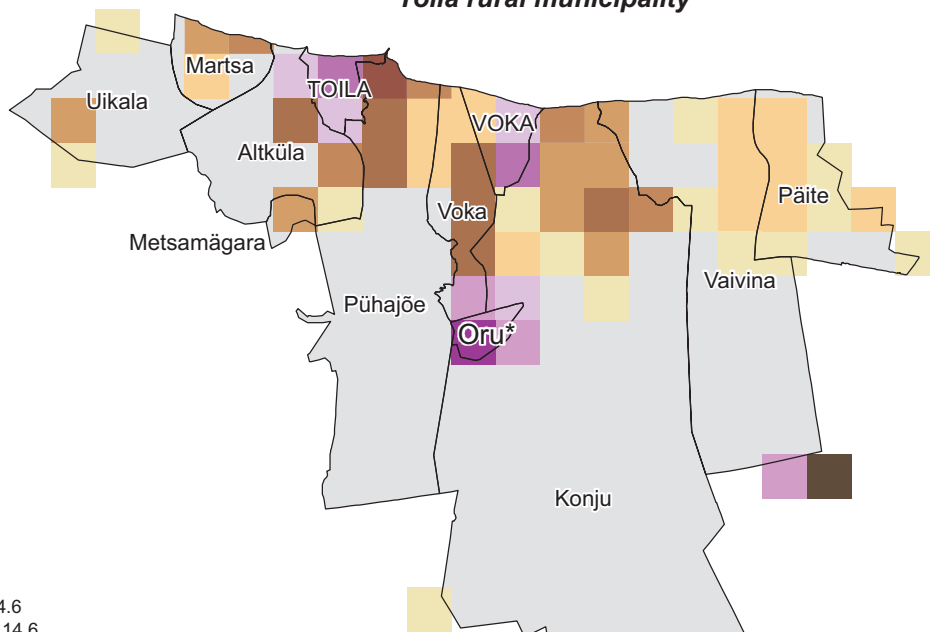 Toila rural municipality
Martsa
TOILA
Uikala
VOKA
Altküla
Päite
Voka
Metsamägara
Vaivina
Pühajõe
Oru*
Konju
4.6
14.6